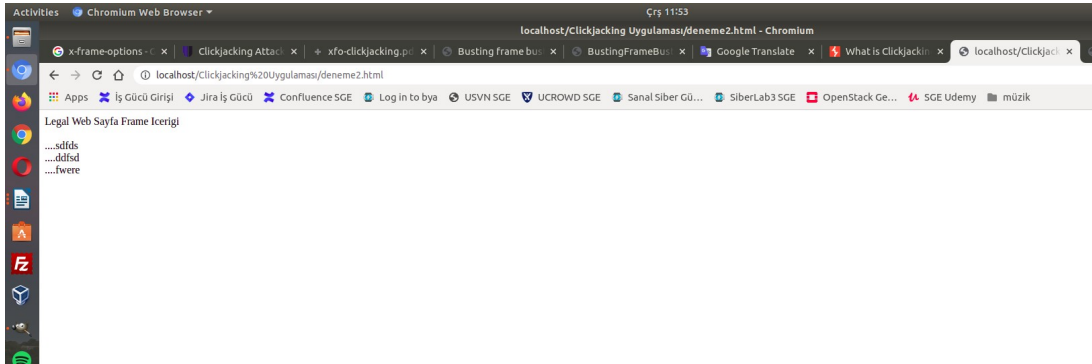 Activities Chromium Web Browser Çrş 11:53
localhost/Clickjacking Uygulaması/deneme2.html - Chromium
x-frame-options - Clickjacking Attac xfo-clickjacking.pd Busting frame bus BustingFrameBus Google Translate What is Clickjackin localhost/Clickjack
localhost/Clickjacking%20Uygulaması/deneme2.html
Apps İş Gücü Girişi Jira İş Gücü Confluence SGE Log in to bya USVN SGE UCROWD SGE Sanal Siber Gü... SiberLab3 SGE OpenStack Ge... SGE Udemy müzik
Legal Web Sayfa Frame Icerigi
....sdfds
....ddfsd
....fwere